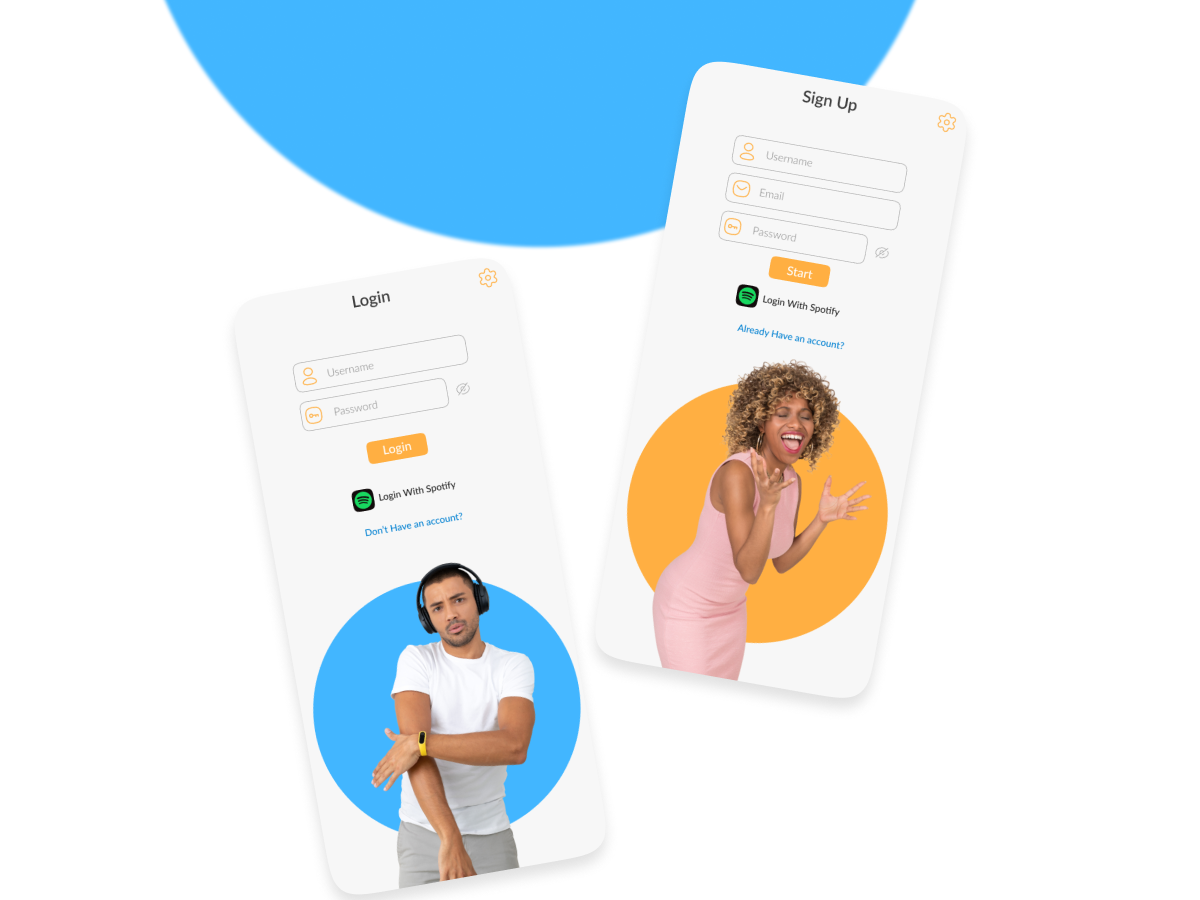 Sign Up
Username
Email
Password
Start
Login With Spotify
Already Have an account?
Login
Username
Password
Login
Login With Spotify
Don't Have an account?